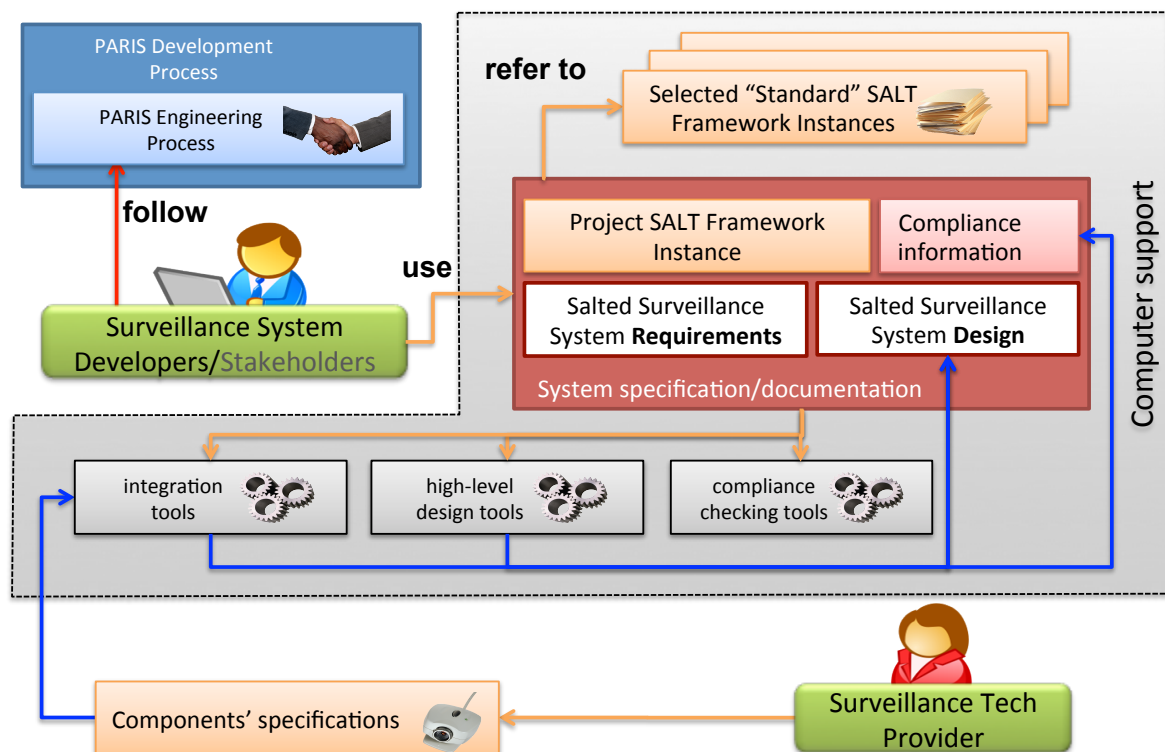 PARIS Development
Process
PARIS Engineering
Process
refer to
Selected “Standard” SALT
Framework Instances
follow
use
Project SALT Framework
Instance
Compliance
information
Salted Surveillance
System Requirements
Salted Surveillance
System Design
System specification/documentation
Computer support
Surveillance System
Developers/Stakeholders
integration
tools
high-level
design tools
compliance
checking tools
Components’ specifications
Surveillance Tech
Provider